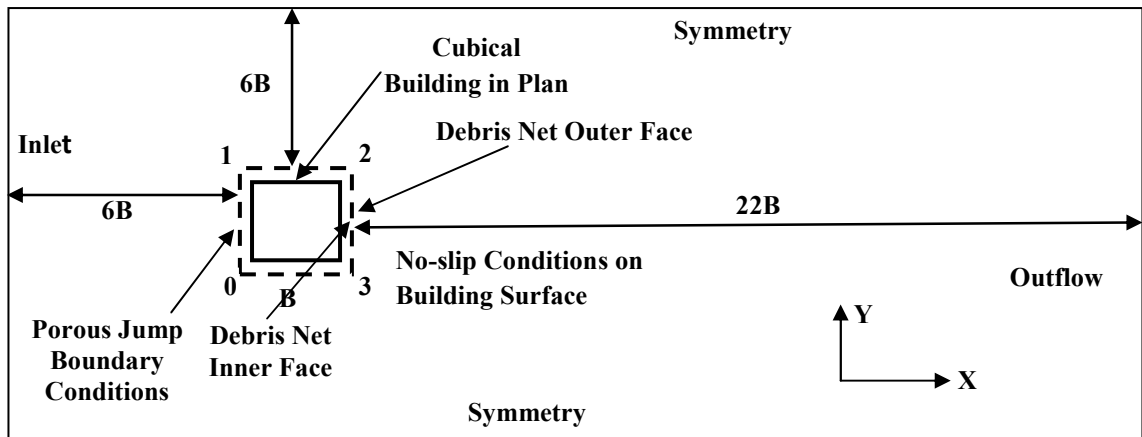 Symmetry
Cubical
Building in Plan
6B
Debris Net Outer Face
Inlet
1
2
6B
22B
No-slip Conditions on
Building Surface
Outflow
0
B
3
Porous Jump
Boundary
Conditions
Debris Net
Inner Face
Y
X
Symmetry